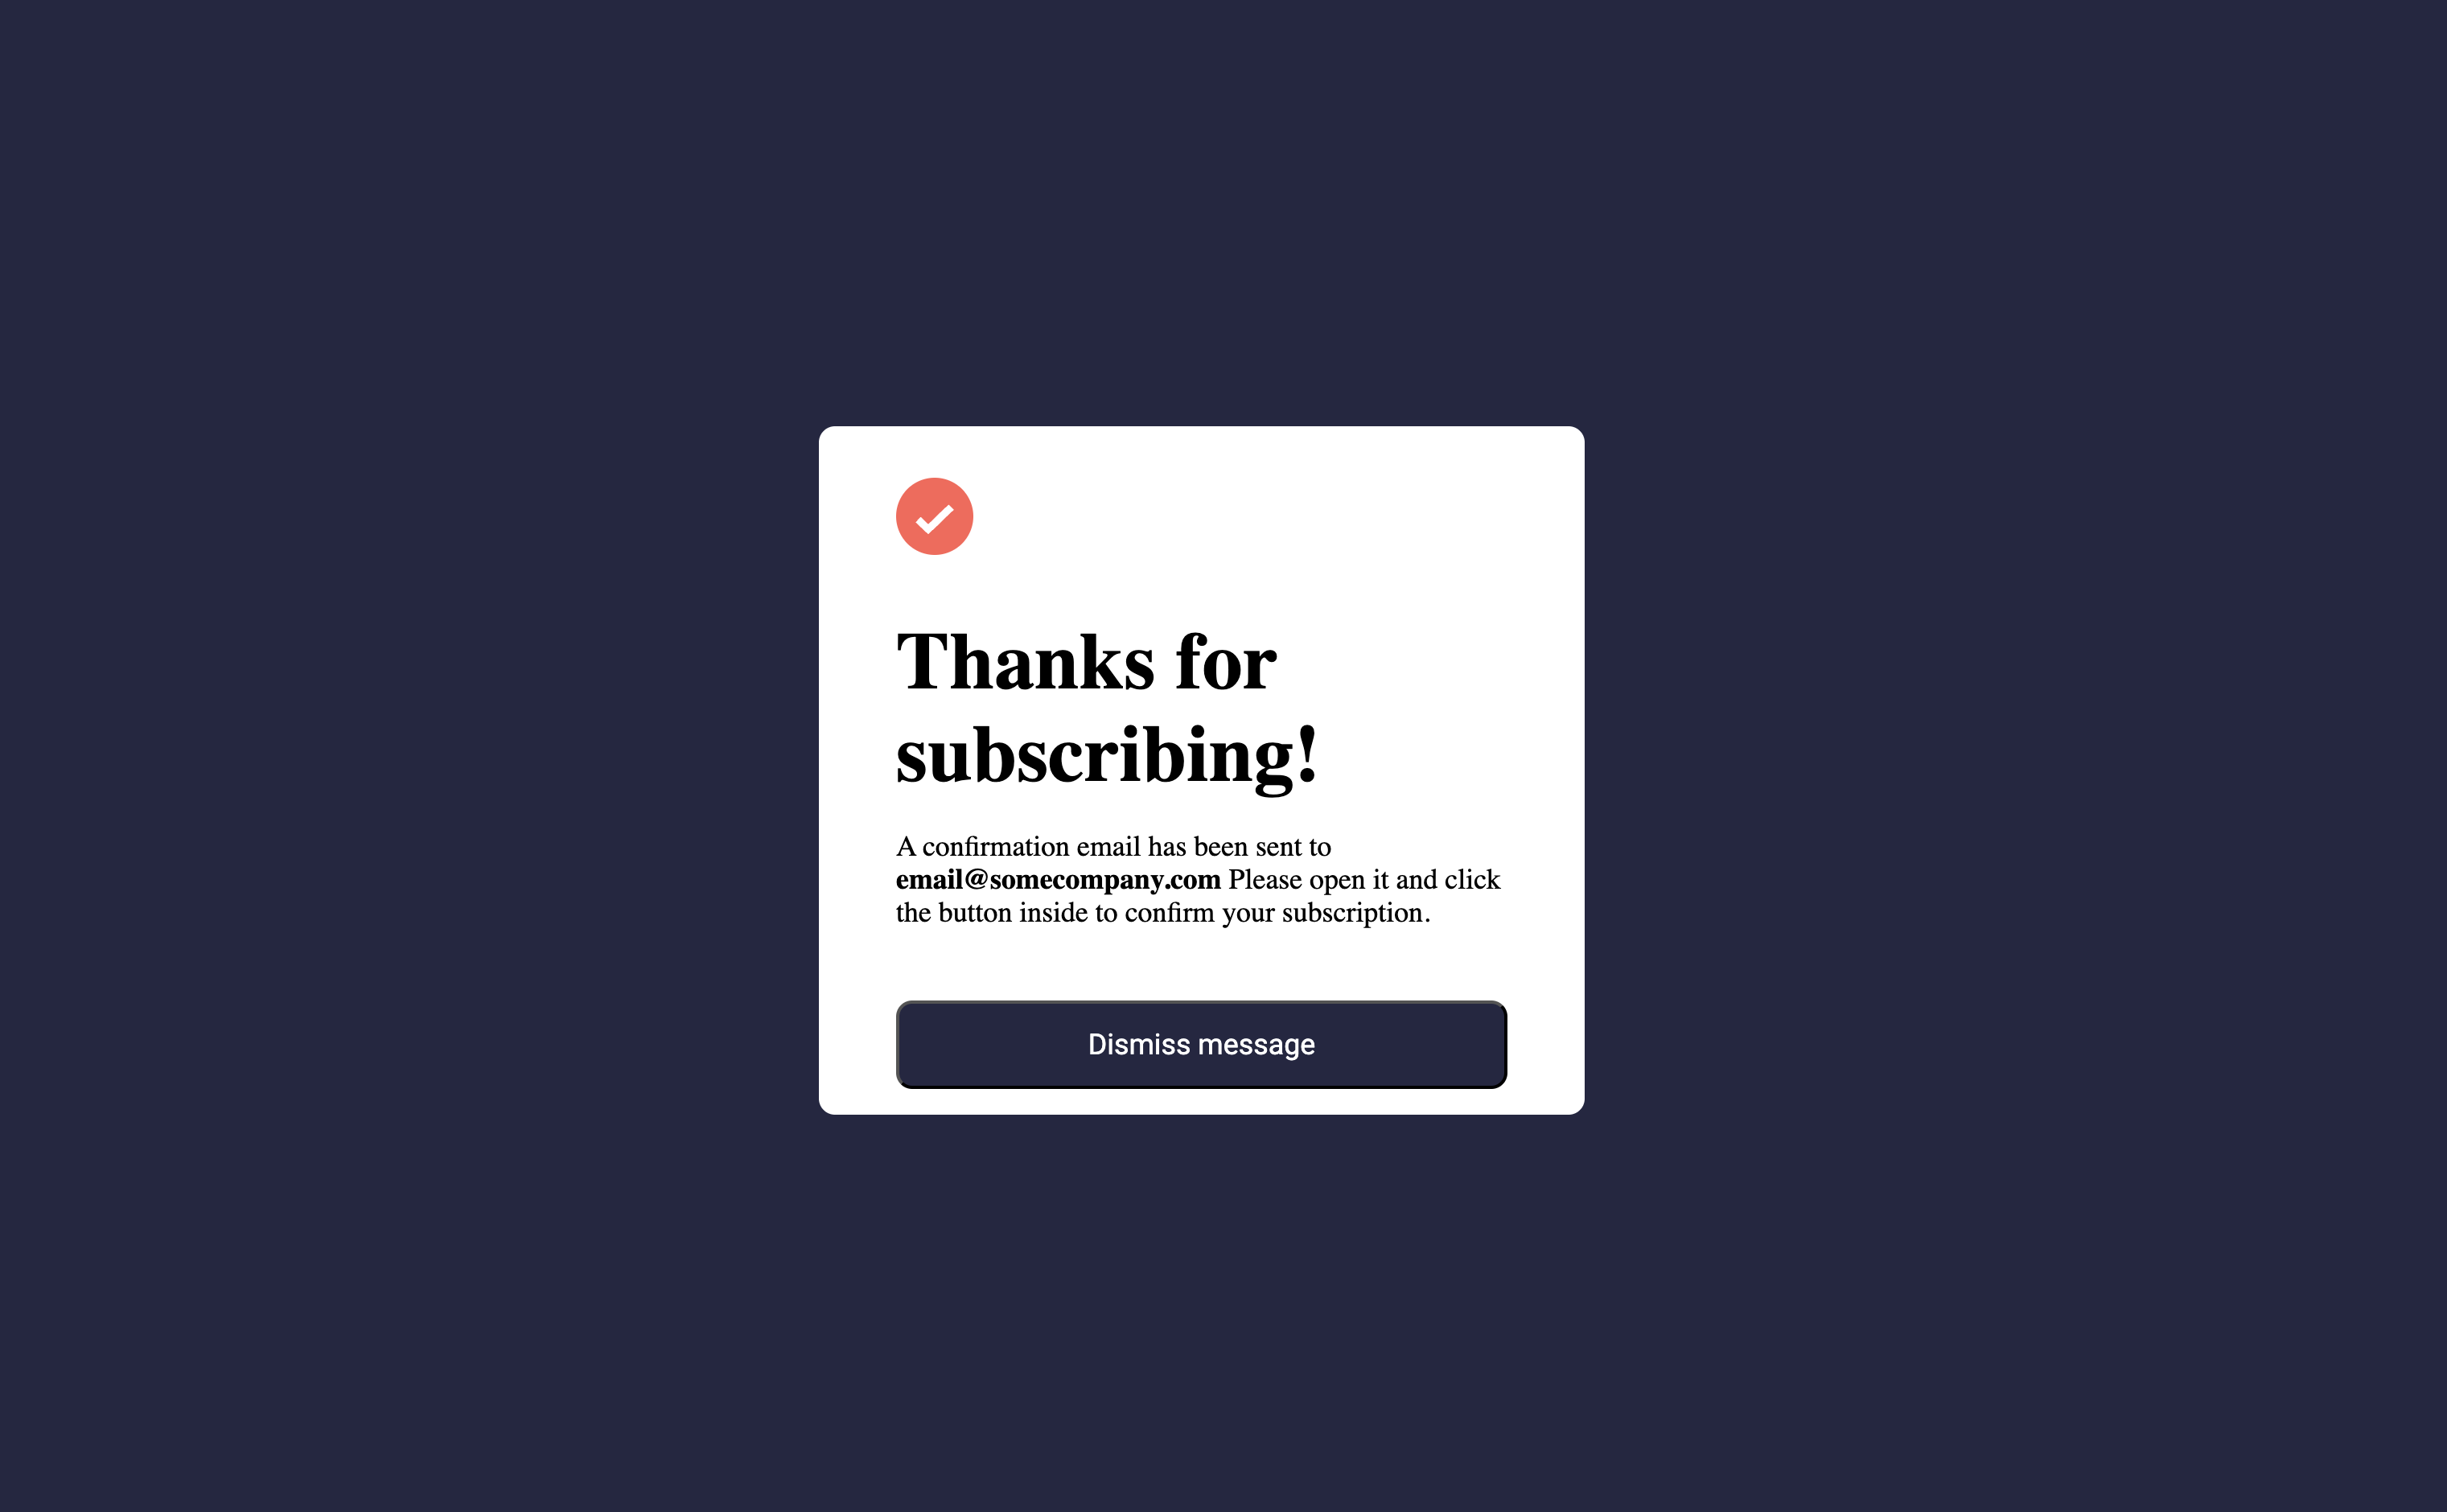 Thanks for
subscribing!
A confirmation email has been sent to
email@somecompany.com Please open it and click
the button inside to confirm your subscription.
Dismiss message